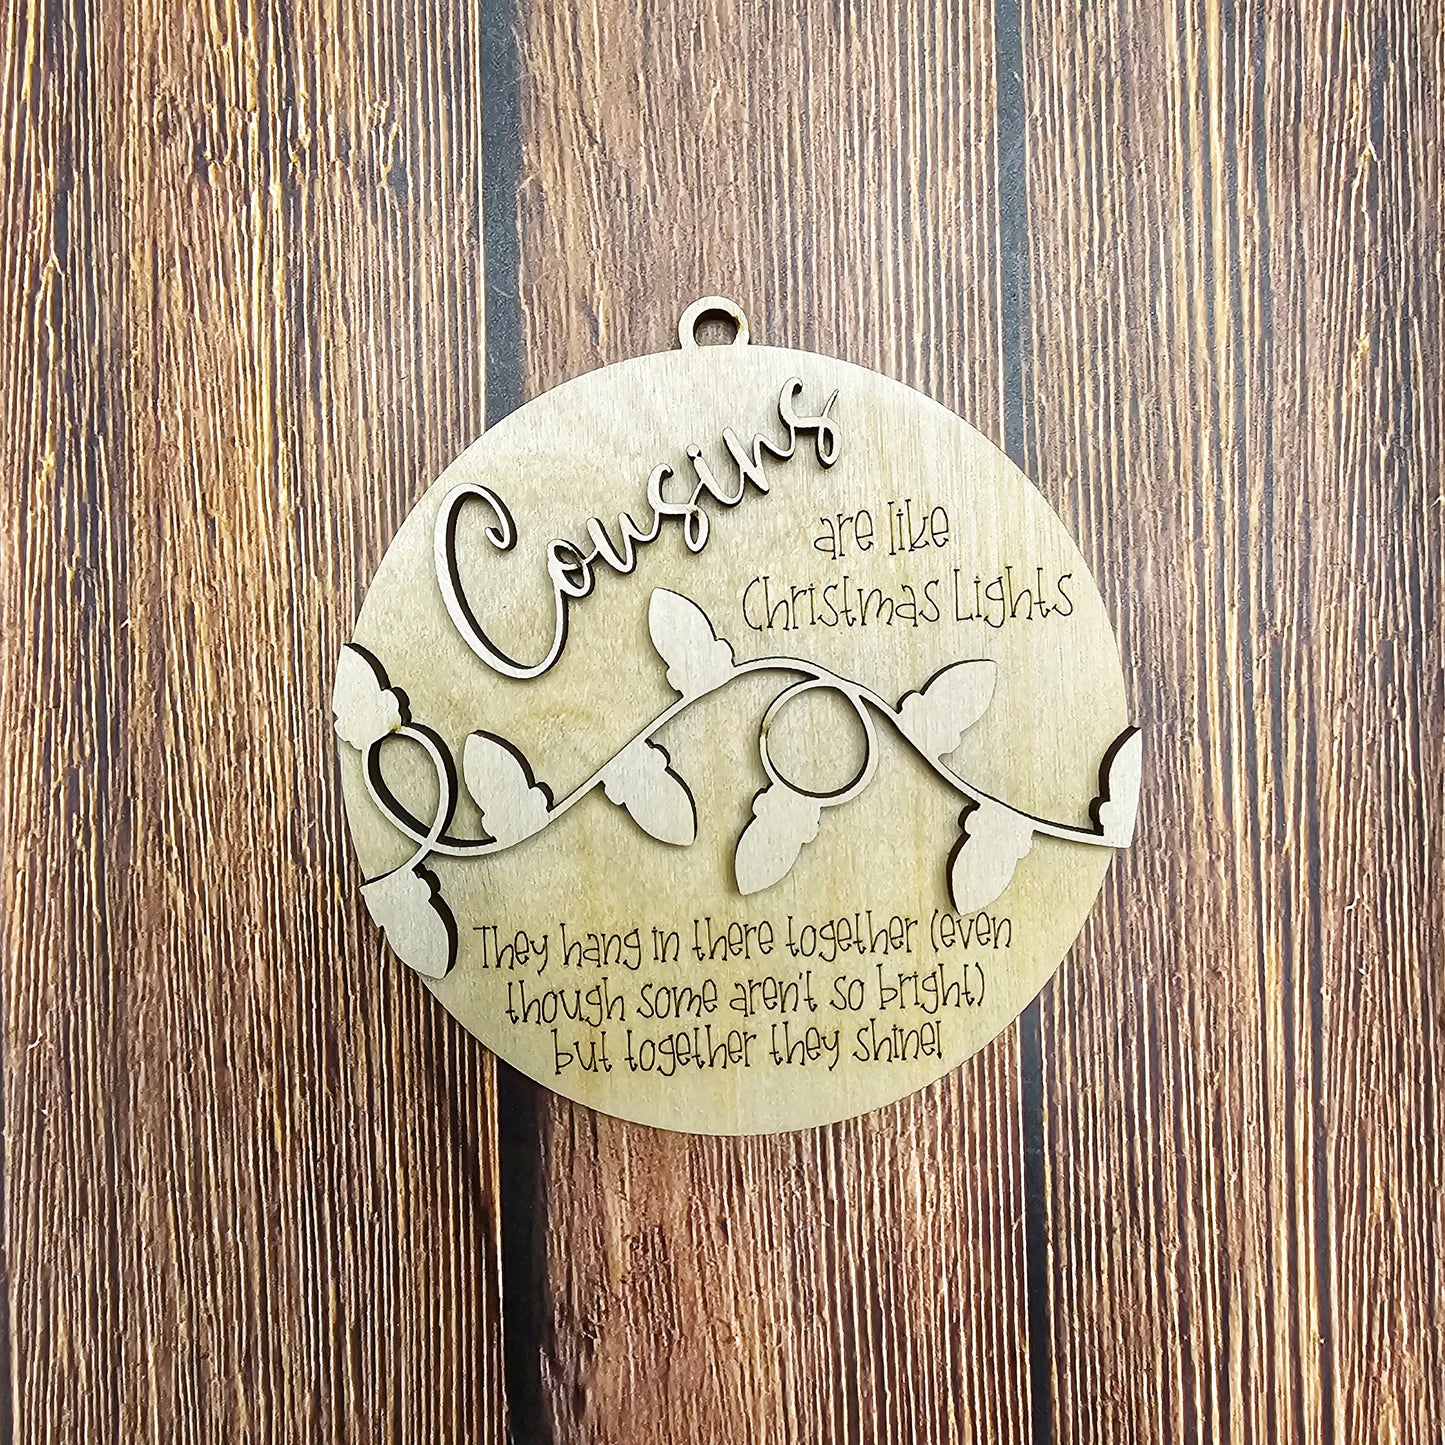 Cousins
are like
Christmas Lights
They hang in there together (even
though some aren't so bright)
but together they shine!